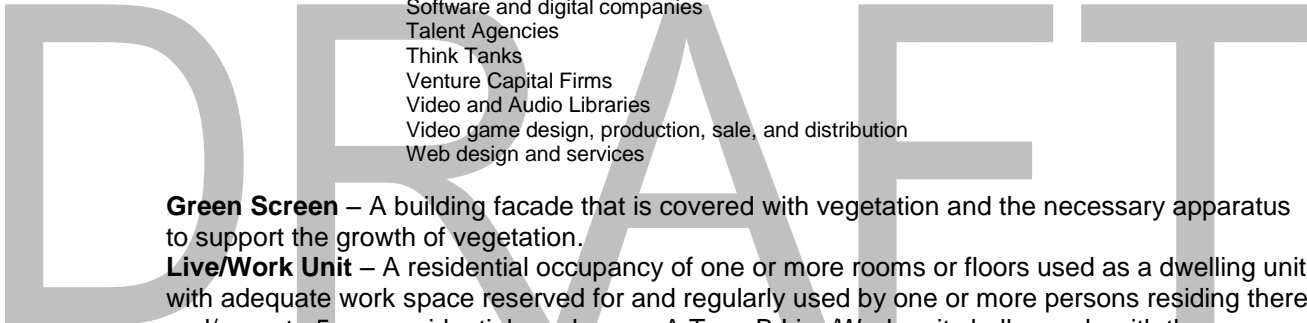 Software and digital companies
Talent Agencies
Think Tanks
Venture Capital Firms
Video and Audio Libraries
Video game design, production, sale, and distribution
Web design and services
Green Screen – A building facade that is covered with vegetation and the necessary apparatus
to support the growth of vegetation.
Live/Work Unit – A residential occupancy of one or more rooms or floors used as a dwelling unit
with adequate work space reserved for and regularly used by one or more persons residing there
DRAFT